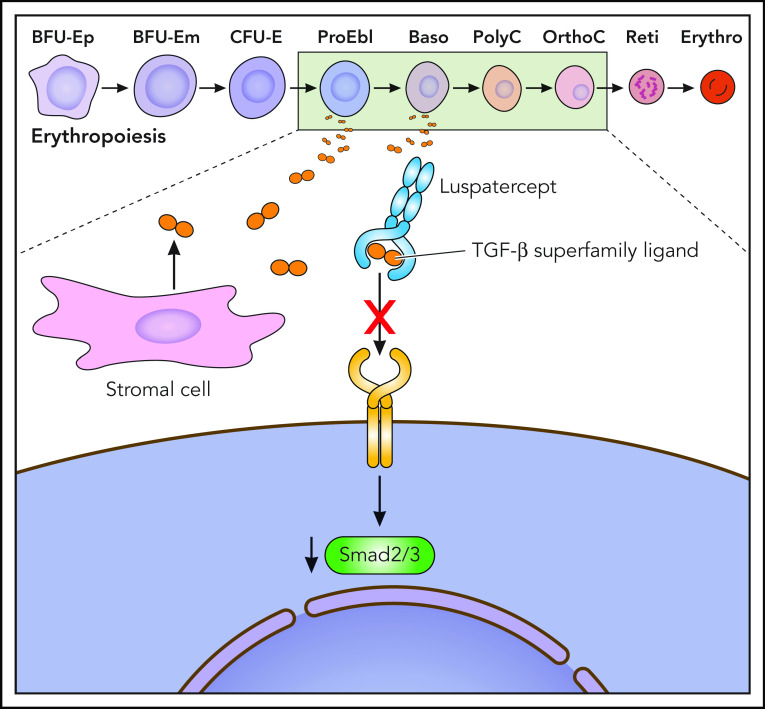 BFU-Ep BFU-Em CFU-E ProEbl Baso PolyC OrthoC Reti Erythro
Erythropoiesis
Luspatercept
TGF-β superfamily ligand
X
Stromal cell
Smad2/3